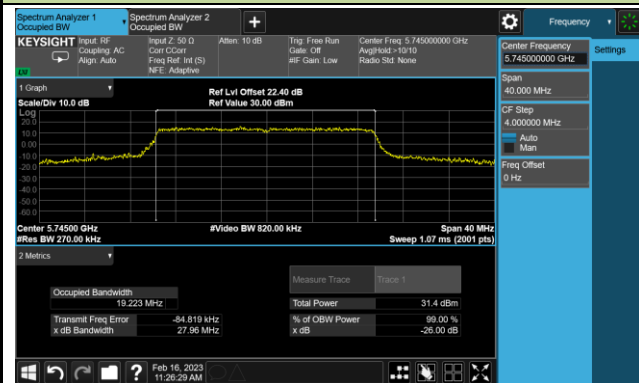 Spectrum Analyzer 1
Occupied BW
Spectrum Analyzer 2
Occupied BW
+
Frequency
KEYSIGHT
Input: RF
Coupling: AC
Align: Auto
Input Z: 50 Ω
Corr CCorr
Freq Ref: Int (S)
NFE: Adaptive
Atten: 10 dB
Trig: Free Run
Gate: Off
#IF Gain: Low
Center Freq: 5.745000000 GHz
Avg|Hold:>10/10
Radio Std: None
LXI
Center Frequency
5.745000000 GHz
Settings
Span
40.000 MHz
CF Step
4.000000 MHz
Auto
Man
Freq Offset
0 Hz
1 Graph
Ref Lvl Offset 22.40 dB
Scale/Div 10.0 dB
Ref Value 30.00 dBm
Log
20.0
10.0
0.00
-10.0
-20.0
-30.0
-40.0
-50.0
-60.0
Center 5.74500 GHz
#Video BW 820.00 kHz
Span 40 MHz
#Res BW 270.00 kHz
Sweep 1.07 ms (2001 pts)
2 Metrics
Measure Trace
Trace 1
Occupied Bandwidth
19.223 MHz
Total Power
31.4 dBm
Transmit Freq Error
-84.819 kHz
% of OBW Power
99.00 %
x dB Bandwidth
27.96 MHz
x dB
-26.00 dB
?
Feb 16, 2023
11:26:29 AM